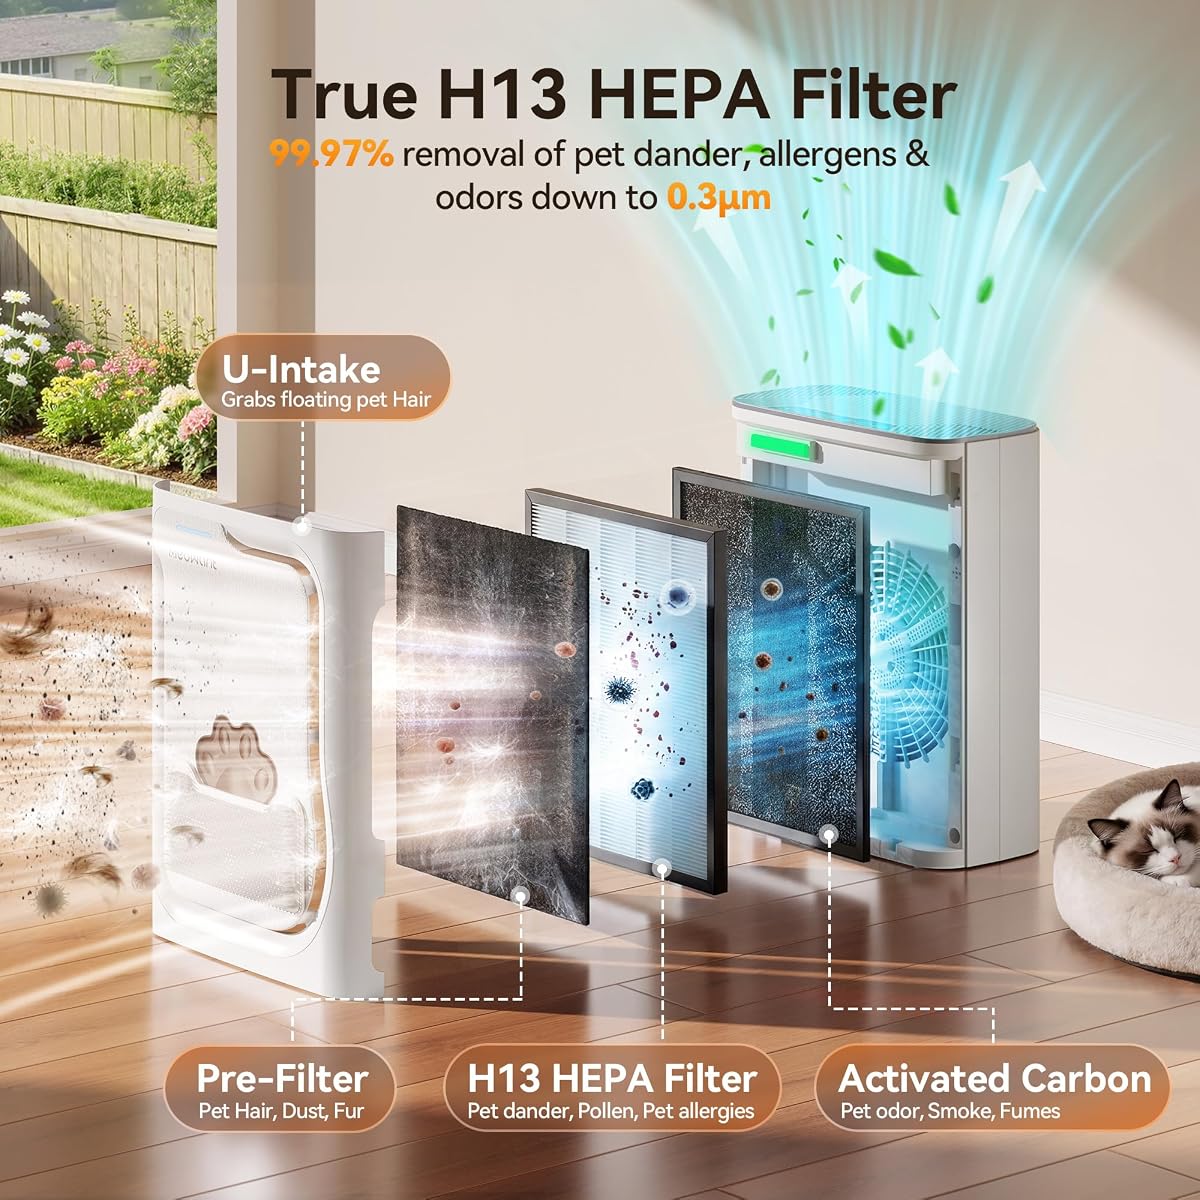 True H13 HEPA Filter
99.97% removal of pet dander, allergens &
odors down to 0.3μm
U-Intake
Grabs floating pet Hair
Meowant
Pre-Filter
Pet Hair, Dust, Fur
H13 HEPA Filter
Pet dander, Pollen, Pet allergies
Activated Carbon
Pet odor, Smoke, Fumes